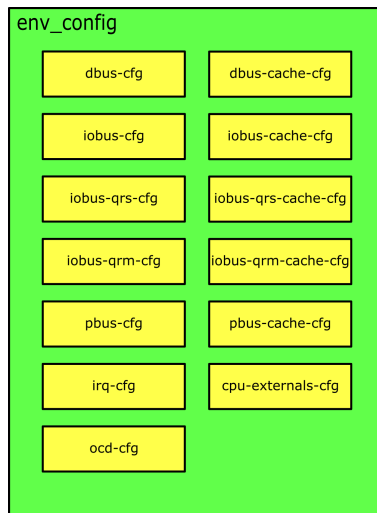 env_config
dbus-cfg
dbus-cache-cfg
iobus-cfg
iobus-cache-cfg
iobus-qrs-cfg
iobus-qrs-cache-cfg
iobus-qrm-cfg
iobus-qrm-cache-cfg
pbus-cfg
pbus-cache-cfg
irq-cfg
cpu-externals-cfg
ocd-cfg